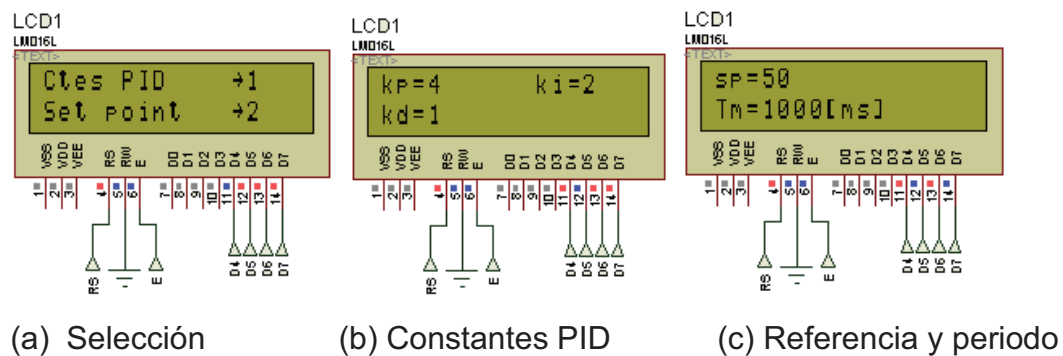 LCD1
LM016L
<TEXT>
Ctes PID →1
Set point →2
VSS VDD VEE RS RW E D0 D1 D2 D3 D4 D5 D6 D7
1 2 3 4 5 6 7 8 9 10 11 12 13 14
RS E D4 D5 D6 D7
(a) Selección
LCD1
LM016L
<TEXT>
kp=4 ki=2
kd=1
VSS VDD VEE RS RW E D0 D1 D2 D3 D4 D5 D6 D7
1 2 3 4 5 6 7 8 9 10 11 12 13 14
RS E D4 D5 D6 D7
(b) Constantes PID
LCD1
LM016L
<TEXT>
sp=50
Tm=1000[ms]
VSS VDD VEE RS RW E D0 D1 D2 D3 D4 D5 D6 D7
1 2 3 4 5 6 7 8 9 10 11 12 13 14
RS E D4 D5 D6 D7
(c) Referencia y periodo